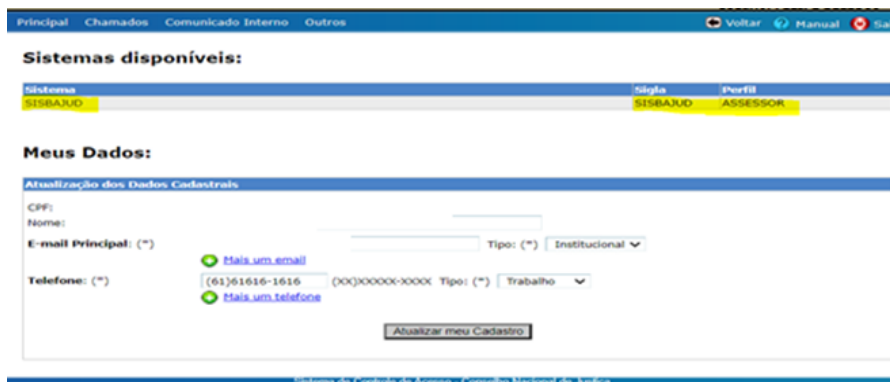 Principal Chamados Comunicado Interno Outros Voltar Manual Sa
Sistemas disponíveis:
Sistema Sigla Perfil
SISBAJUD SISBAJUD ASSESSOR
Meus Dados:
Atualização dos Dados Cadastrais
CPF:
Nome:
E-mail Principal: (*) Tipo: (*) Institucional
Mais um email
Telefone: (*) (61)61616-1616 (XX)XXXXX-XXXX Tipo: (*) Trabalho
Mais um telefone
Atualizar meu Cadastro
Sistema de Controle de Acesso - Conselho Nacional de Justiça